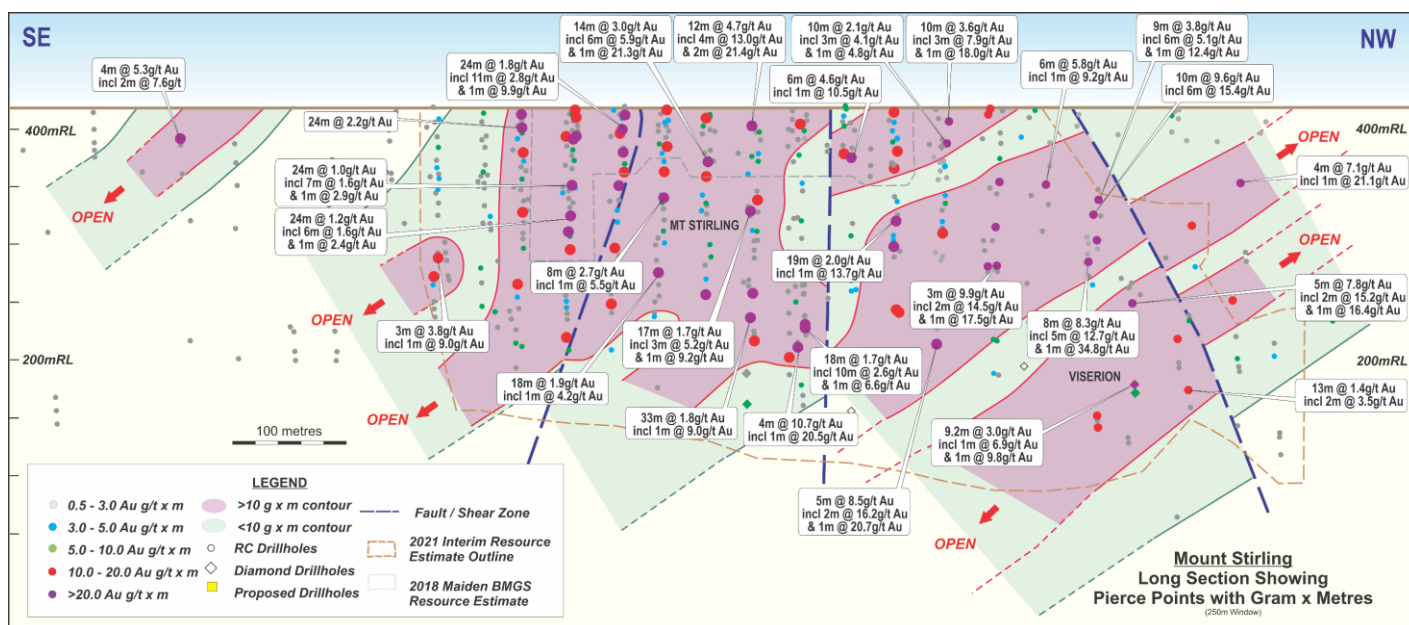 SE
NW
4m @ 5.3g/t Au
incl 2m @ 7.6g/t
24m @ 1.8g/t Au
incl 11m @ 2.8g/t Au
& 1m @ 9.9g/t Au
14m @ 3.0g/t Au
incl 6m @ 5.9g/t Au
& 1m @ 21.3g/t Au
12m @ 4.7g/t Au
incl 4m @ 13.0g/t Au
& 2m @ 21.4g/t Au
10m @ 2.1g/t Au
incl 3m @ 4.1g/t Au
& 1m @ 4.8g/t Au
10m @ 3.6g/t Au
incl 3m @ 7.9g/t Au
& 1m @ 18.0g/t Au
9m @ 3.8g/t Au
incl 6m @ 5.1g/t Au
& 1m @ 12.4g/t Au
6m @ 4.6g/t Au
incl 1m @ 10.5g/t Au
6m @ 5.8g/t Au
incl 1m @ 9.2g/t Au
10m @ 9.6g/t Au
incl 6m @ 15.4g/t Au
24m @ 2.2g/t Au
400mRL
400mRL
OPEN
24m @ 1.0g/t Au
incl 7m @ 1.6g/t Au
& 1m @ 2.9g/t Au
4m @ 7.1g/t Au
incl 1m @ 21.1g/t Au
OPEN
24m @ 1.2g/t Au
incl 6m @ 1.6g/t Au
& 1m @ 2.4g/t Au
MT STIRLING
OPEN
8m @ 2.7g/t Au
incl 1m @ 5.5g/t Au
19m @ 2.0g/t Au
incl 1m @ 13.7g/t Au
3m @ 9.9g/t Au
incl 2m @ 14.5g/t Au
& 1m @ 17.5g/t Au
5m @ 7.8g/t Au
incl 2m @ 15.2g/t Au
& 1m @ 16.4g/t Au
OPEN
3m @ 3.8g/t Au
incl 1m @ 9.0g/t Au
17m @ 1.7g/t Au
incl 3m @ 5.2g/t Au
& 1m @ 9.2g/t Au
8m @ 8.3g/t Au
incl 5m @ 12.7g/t Au
& 1m @ 34.8g/t Au
200mRL
200mRL
18m @ 1.7g/t Au
incl 10m @ 2.6g/t Au
& 1m @ 6.6g/t Au
18m @ 1.9g/t Au
incl 1m @ 4.2g/t Au
VISERION
13m @ 1.4g/t Au
incl 2m @ 3.5g/t Au
OPEN
33m @ 1.8g/t Au
incl 1m @ 9.0g/t Au
4m @ 10.7g/t Au
incl 1m @ 20.5g/t Au
9.2m @ 3.0g/t Au
incl 1m @ 6.9g/t Au
& 1m @ 9.8g/t Au
100 metres
5m @ 8.5g/t Au
incl 2m @ 16.2g/t Au
& 1m @ 20.7g/t Au
OPEN
LEGEND
0.5 - 3.0 Au g/t x m
3.0 - 5.0 Au g/t x m
5.0 - 10.0 Au g/t x m
10.0 - 20.0 Au g/t x m
>20.0 Au g/t x m
>10 g x m contour
<10 g x m contour
RC Drillholes
Diamond Drillholes
Proposed Drillholes
Fault / Shear Zone
2021 Interim Resource
Estimate Outline
2018 Maiden BMGS
Resource Estimate
Mount Stirling
Long Section Showing
Pierce Points with Gram x Metres
(250m Window)